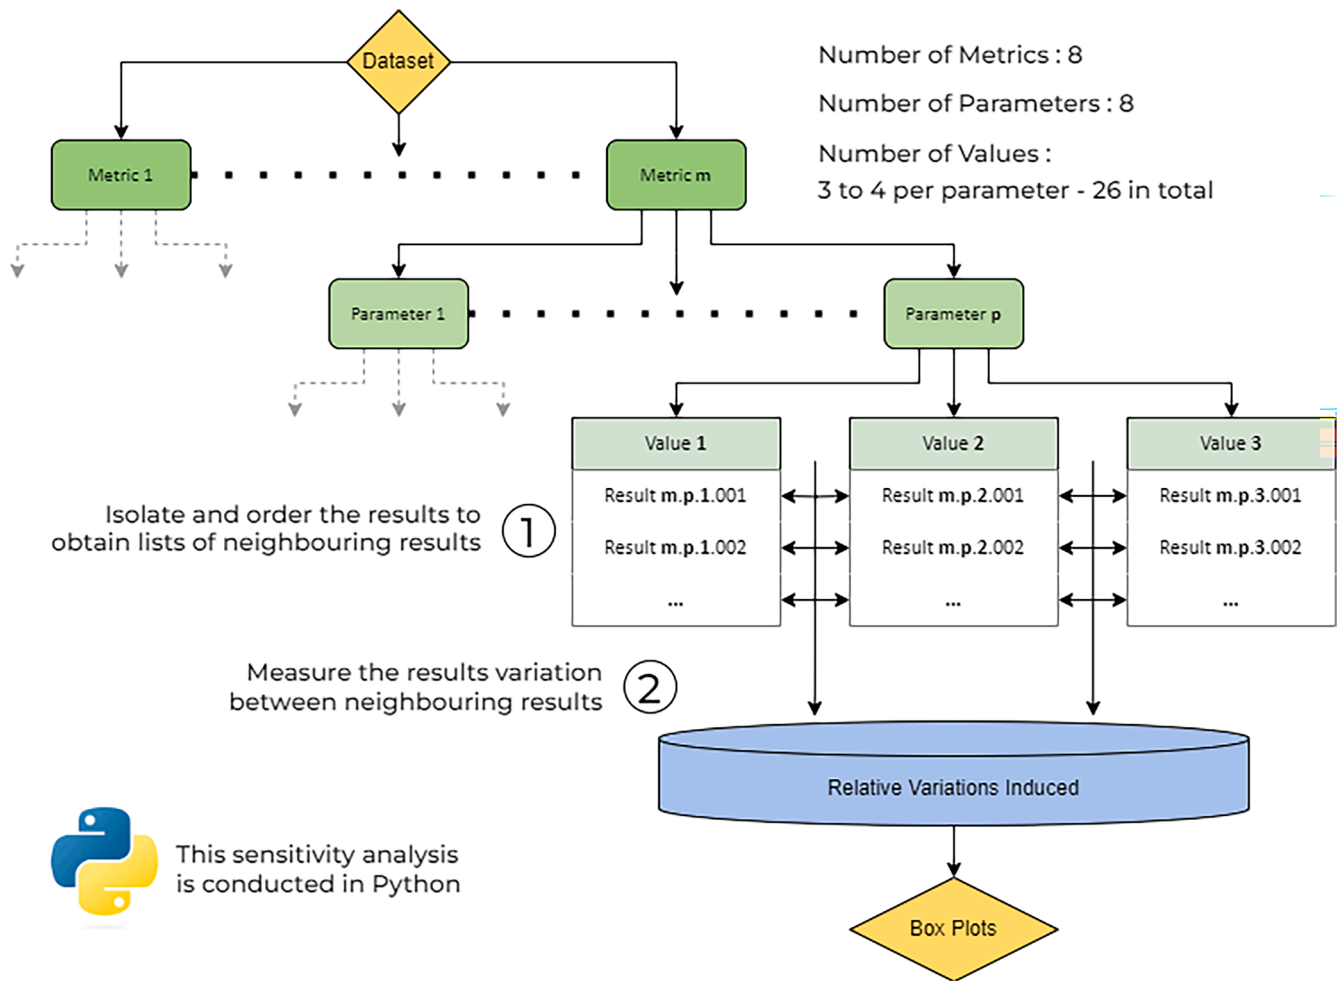 Dataset
Number of Metrics : 8
Number of Parameters : 8
Number of Values :
3 to 4 per parameter - 26 in total
Metric 1
Metric m
Parameter 1
Parameter p
Value 1
Value 2
Value 3
Result m.p.1.001
Result m.p.2.001
Result m.p.3.001
Result m.p.1.002
Result m.p.2.002
Result m.p.3.002
...
...
...
Isolate and order the results to
obtain lists of neighbouring results
1
Measure the results variation
between neighbouring results
2
Relative Variations Induced
This sensitivity analysis
is conducted in Python
Box Plots